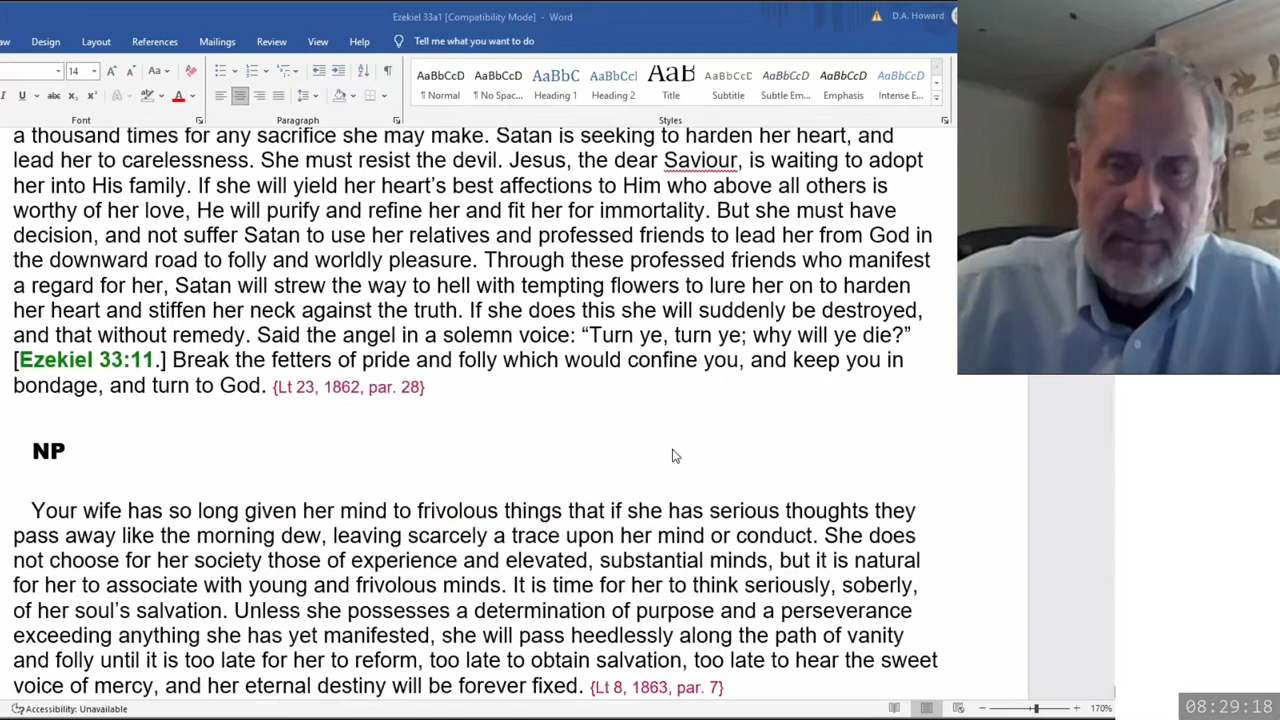 Ezekiel 33a1 [Compatibility Mode] - Word
D.A. Howard
aw Design Layout References Mailings Review View Help Tell me what you want to do
14
AaBbCcD AaBbCcD AaBbC AaBbCcI AaB AaBbCcD AaBbCcD AaBbCcD AaBbCcD
¶ Normal ¶ No Spac... Heading 1 Heading 2 Title Subtitle Subtle Em... Emphasis Intense E...
Font Paragraph Styles
a thousand times for any sacrifice she may make. Satan is seeking to harden her heart, and
lead her to carelessness. She must resist the devil. Jesus, the dear Saviour, is waiting to adopt
her into His family. If she will yield her heart’s best affections to Him who above all others is
worthy of her love, He will purify and refine her and fit her for immortality. But she must have
decision, and not suffer Satan to use her relatives and professed friends to lead her from God in
the downward road to folly and worldly pleasure. Through these professed friends who manifest
a regard for her, Satan will strew the way to hell with tempting flowers to lure her on to harden
her heart and stiffen her neck against the truth. If she does this she will suddenly be destroyed,
and that without remedy. Said the angel in a solemn voice: “Turn ye, turn ye; why will ye die?”
[Ezekiel 33:11.] Break the fetters of pride and folly which would confine you, and keep you in
bondage, and turn to God. {Lt 23, 1862, par. 28}
NP
Your wife has so long given her mind to frivolous things that if she has serious thoughts they
pass away like the morning dew, leaving scarcely a trace upon her mind or conduct. She does
not choose for her society those of experience and elevated, substantial minds, but it is natural
for her to associate with young and frivolous minds. It is time for her to think seriously, soberly,
of her soul’s salvation. Unless she possesses a determination of purpose and a perseverance
exceeding anything she has yet manifested, she will pass heedlessly along the path of vanity
and folly until it is too late for her to reform, too late to obtain salvation, too late to hear the sweet
voice of mercy, and her eternal destiny will be forever fixed. {Lt 8, 1863, par. 7}
Accessibility: Unavailable
170%
08:29:18